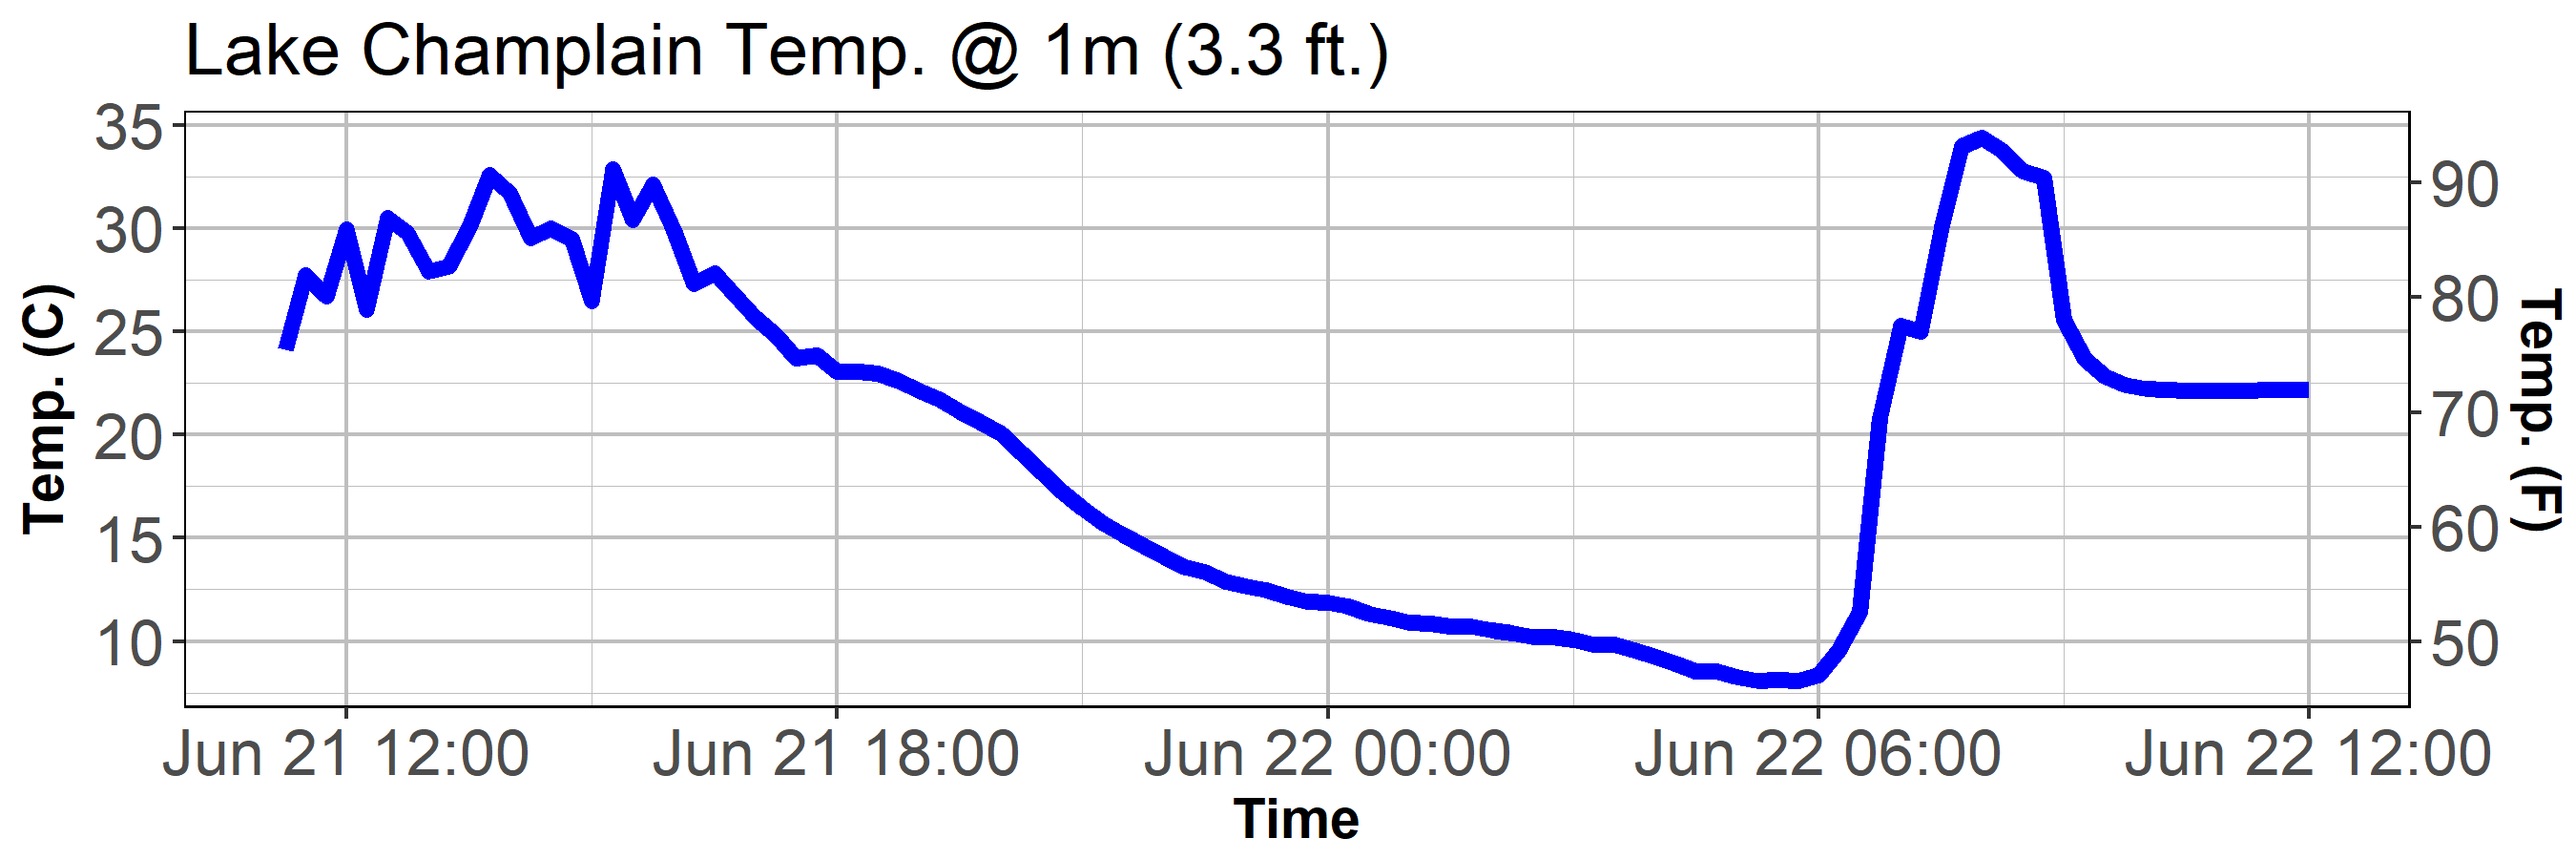 Lake Champlain Temp. @ 1m (3.3 ft.)
35
30
25
20
15
10
Temp. (C)
90
80
70
60
50
Temp. (F)
Jun 21 12:00
Jun 21 18:00
Jun 22 00:00
Jun 22 06:00
Jun 22 12:00
Time